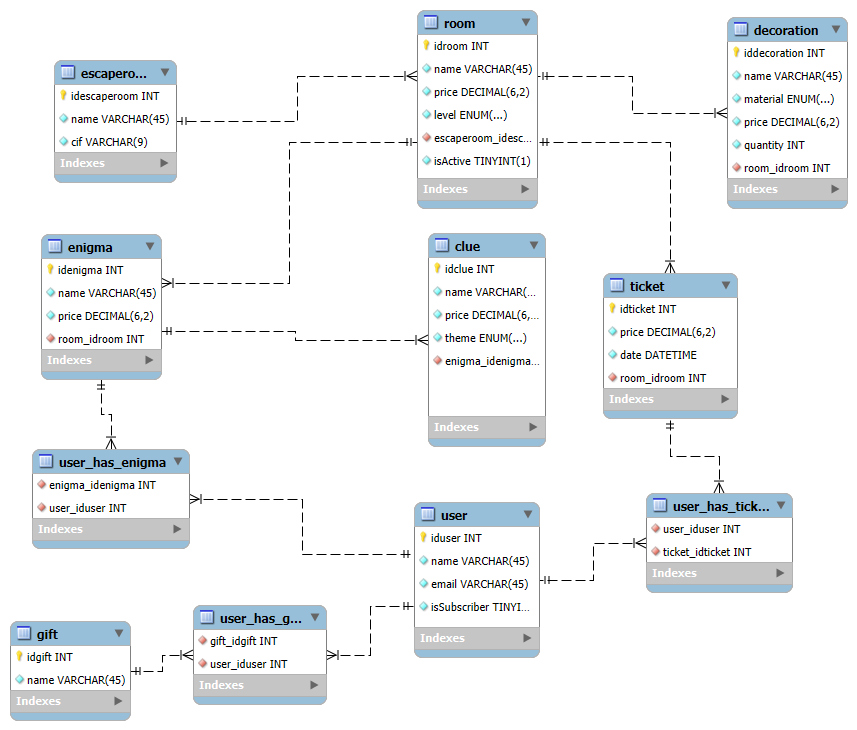 room
idroom INT
name VARCHAR(45)
price DECIMAL(6,2)
level ENUM(...)
escaperoom_idesc...
isActive TINYINT(1)
Indexes
decoration
iddecoration INT
name VARCHAR(45)
material ENUM(...)
price DECIMAL(6,2)
quantity INT
room_idroom INT
Indexes
escapero...
idescaperoom INT
name VARCHAR(45)
cif VARCHAR(9)
Indexes
enigma
idenigma INT
name VARCHAR(45)
price DECIMAL(6,2)
room_idroom INT
Indexes
clue
idclue INT
name VARCHAR(...
price DECIMAL(6,...
theme ENUM(...)
enigma_idenigma...
Indexes
ticket
idticket INT
price DECIMAL(6,2)
date DATETIME
room_idroom INT
Indexes
user_has_enigma
enigma_idenigma INT
user_iduser INT
Indexes
user
iduser INT
name VARCHAR(45)
email VARCHAR(45)
isSubscriber TINYI...
Indexes
user_has_tick...
user_iduser INT
ticket_idticket INT
Indexes
user_has_g...
gift_idgift INT
user_iduser INT
Indexes
gift
idgift INT
name VARCHAR(45)
Indexes